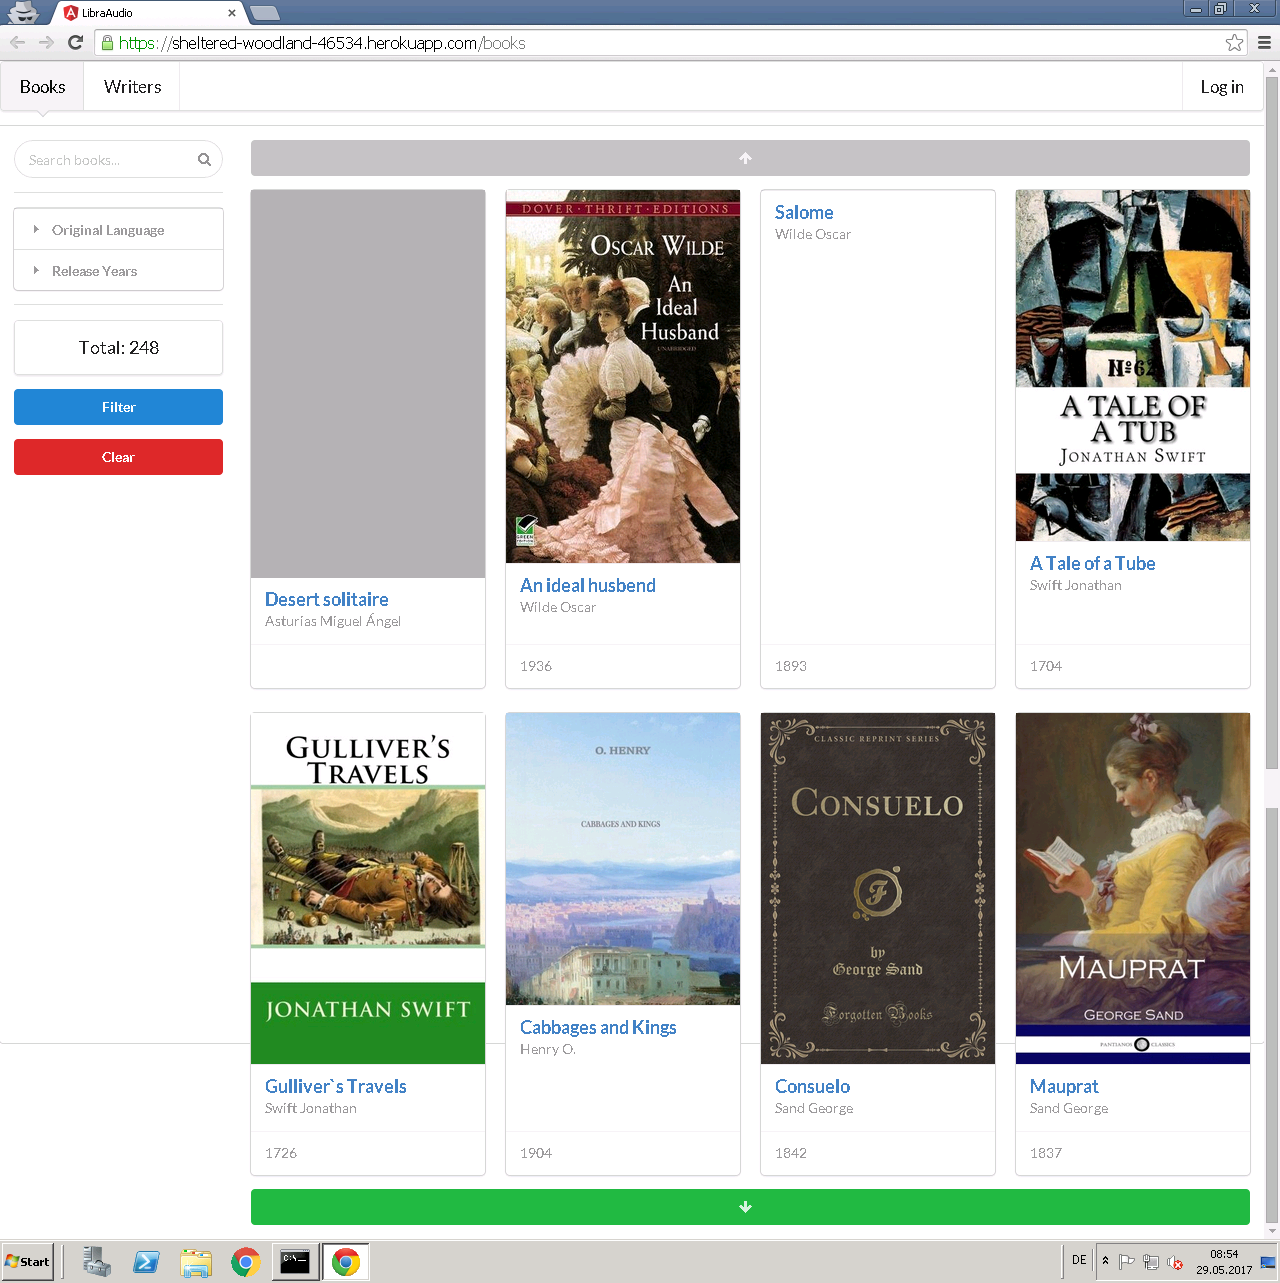 LibraAudio
https://sheltered-woodland-46534.herokuapp.com/books
Books
Writers
Log in
Search books...
Original Language
Release Years
Total: 248
Filter
Clear
Desert solitaire
Asturias Miguel Ángel
DOVER · THRIFT · EDITIONS
OSCAR WILDE
An
Ideal
Husband
UNABRIDGED
GREEN EDITION
An ideal husbend
Wilde Oscar
1936
Salome
Wilde Oscar
1893
Nº62
A TALE OF
A TUB
JONATHAN SWIFT
A Tale of a Tube
Swift Jonathan
1704
GULLIVER'S
TRAVELS
JONATHAN SWIFT
Gulliver`s Travels
Swift Jonathan
1726
O. HENRY
CABBAGES AND KINGS
Cabbages and Kings
Henry O.
1904
CLASSIC REPRINT SERIES
CONSUELO
F
by
George Sand
Forgotten Books
Consuelo
Sand George
1842
MAUPRAT
GEORGE SAND
PANTIANOS CLASSICS
Mauprat
Sand George
1837
Start
C:\_
DE
08:54
29.05.2017